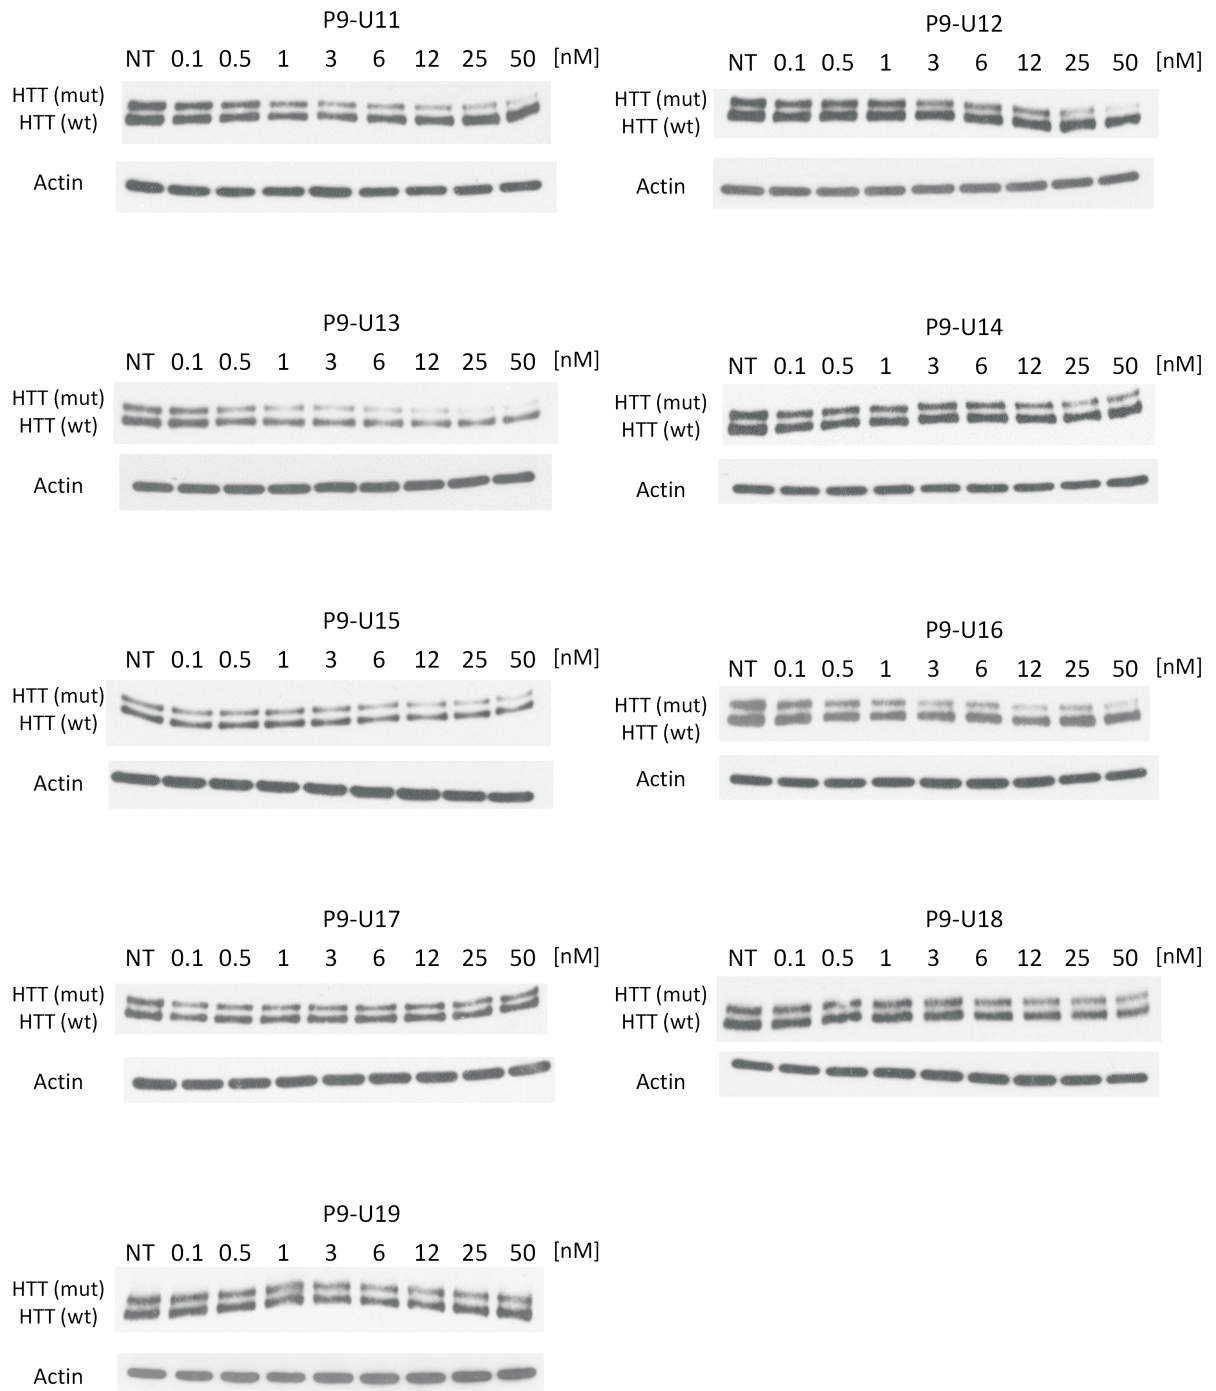 P9-U11
NT 0.1 0.5 1 3 6 12 25 50 [nM]
HTT (mut)
HTT (wt)
Actin
P9-U12
NT 0.1 0.5 1 3 6 12 25 50 [nM]
HTT (mut)
HTT (wt)
Actin
P9-U13
NT 0.1 0.5 1 3 6 12 25 50 [nM]
HTT (mut)
HTT (wt)
Actin
P9-U14
NT 0.1 0.5 1 3 6 12 25 50 [nM]
HTT (mut)
HTT (wt)
Actin
P9-U15
NT 0.1 0.5 1 3 6 12 25 50 [nM]
HTT (mut)
HTT (wt)
Actin
P9-U16
NT 0.1 0.5 1 3 6 12 25 50 [nM]
HTT (mut)
HTT (wt)
Actin
P9-U17
NT 0.1 0.5 1 3 6 12 25 50 [nM]
HTT (mut)
HTT (wt)
Actin
P9-U18
NT 0.1 0.5 1 3 6 12 25 50 [nM]
HTT (mut)
HTT (wt)
Actin
P9-U19
NT 0.1 0.5 1 3 6 12 25 50 [nM]
HTT (mut)
HTT (wt)
Actin